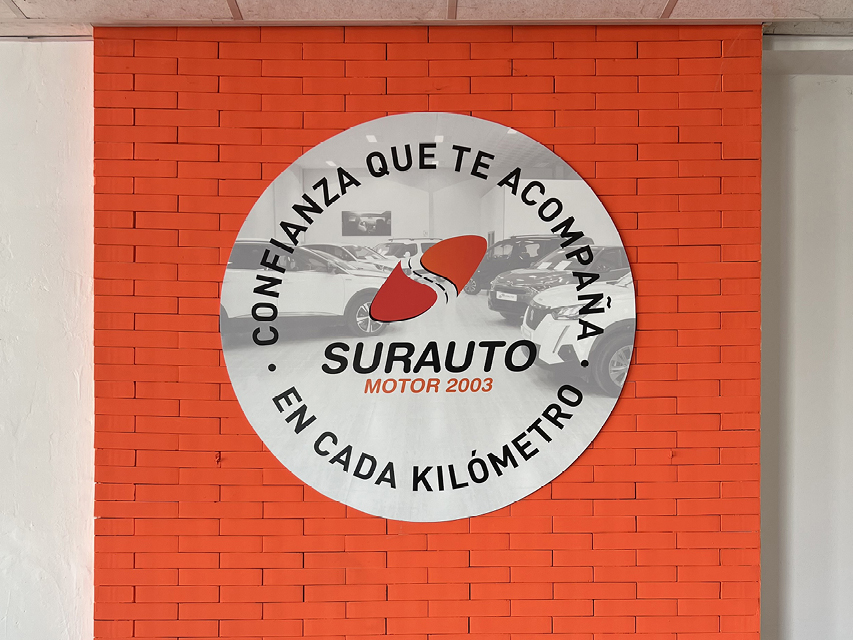 CONFIANZA QUE TE ACOMPAÑA
SURAUTO
MOTOR 2003
• EN CADA KILÓMETRO •